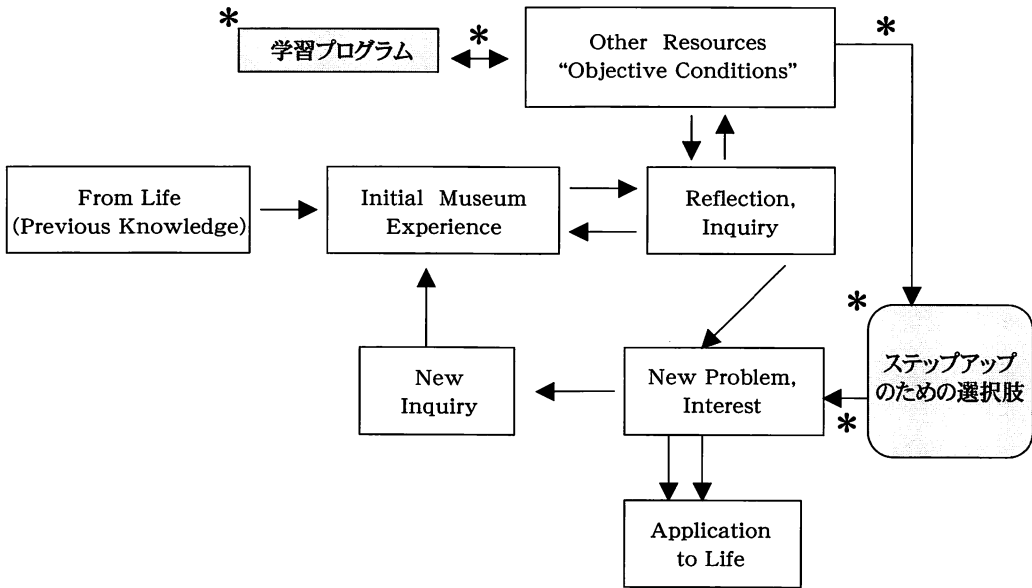 *
学習プログラム
*
Other Resources
“Objective Conditions”
*
From Life
(Previous Knowledge)
Initial Museum
Experience
Reflection,
Inquiry
*
ステップアップ
のための選択肢
*
New
Inquiry
New Problem,
Interest
Application
to Life